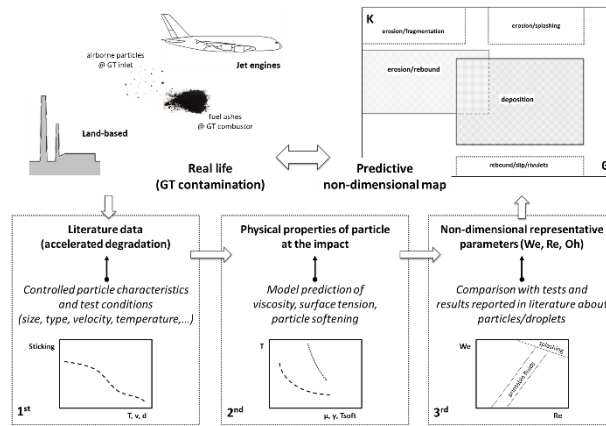 K
erosion/fragmentation
erosion/splashing
airborne particles
@ GT inlet
Jet engines
erosion/rebound
deposition
fuel ashes
@ GT combustor
Land-based
rebound/slip/rivulets
G
Real life
(GT contamination)
Predictive
non-dimensional map
Literature data
(accelerated degradation)
Controlled particle characteristics
and test conditions
(size, type, velocity, temperature,...)
Sticking
T, v, d
1st
Physical properties of particle
at the impact
Model prediction of
viscosity, surface tension,
particle softening
T
μ, γ, Tsoft
2nd
Non-dimensional representative
parameters (We, Re, Oh)
Comparison with tests and
results reported in literature about
particles/droplets
We
splashing
printable fluids
Re
3rd